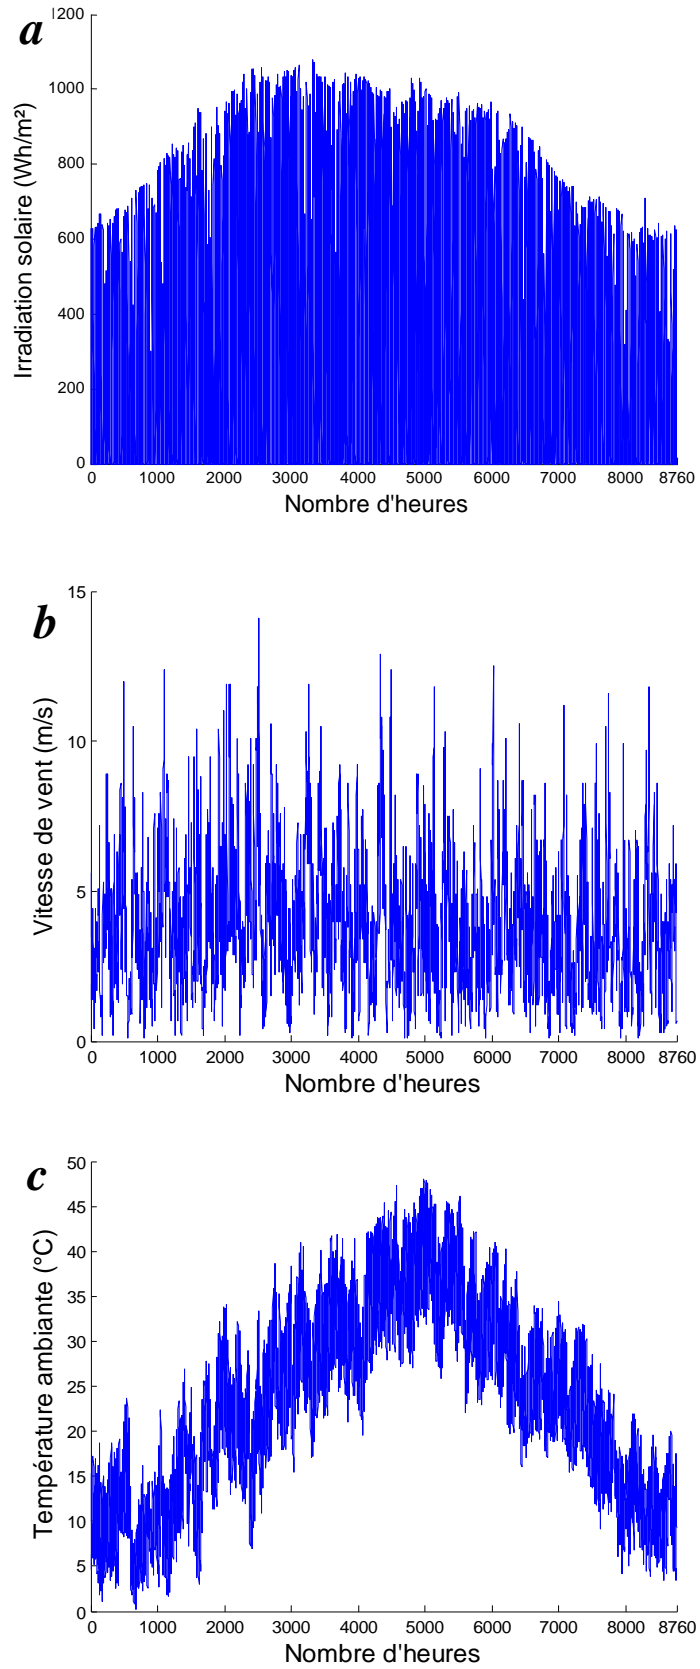 a
1200
1000
800
600
400
200
0
Irradiation solaire (Wh/m²)
0 1000 2000 3000 4000 5000 6000 7000 8000 8760
Nombre d'heures
b
15
10
5
0
Vitesse de vent (m/s)
0 1000 2000 3000 4000 5000 6000 7000 8000 8760
Nombre d'heures
c
50
45
40
35
30
25
20
15
10
5
0
Température ambiante (°C)
0 1000 2000 3000 4000 5000 6000 7000 8000 8760
Nombre d'heures